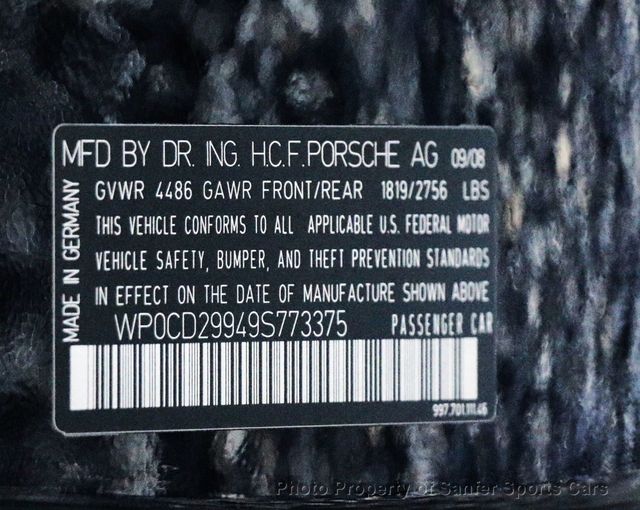 MFD BY DR. ING. H.C.F. PORSCHE AG 09/08
GVWR 4486 GAWR FRONT/REAR 1819/2756 LBS
THIS VEHICLE CONFORMS TO ALL APPLICABLE U.S. FEDERAL MOTOR
VEHICLE SAFETY, BUMPER, AND THEFT PREVENTION STANDARDS
IN EFFECT ON THE DATE OF MANUFACTURE SHOWN ABOVE
WP0CD29949S773375 PASSENGER CAR
MADE IN GERMANY
997.701.111.46
Photo Property of Sanfer Sports Cars